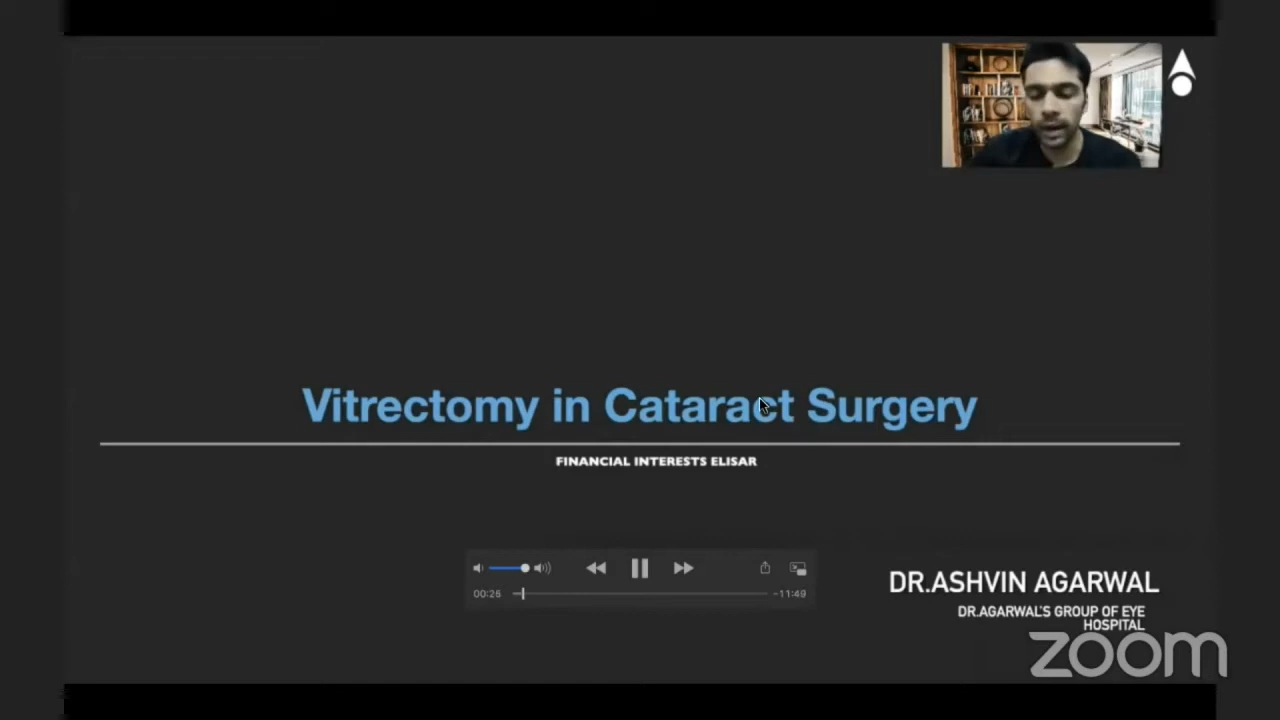 Vitrectomy in Cataract Surgery
FINANCIAL INTERESTS ELISAR
00:26
-11:49
DR.ASHVIN AGARWAL
DR.AGARWAL'S GROUP OF EYE
HOSPITAL
zoom